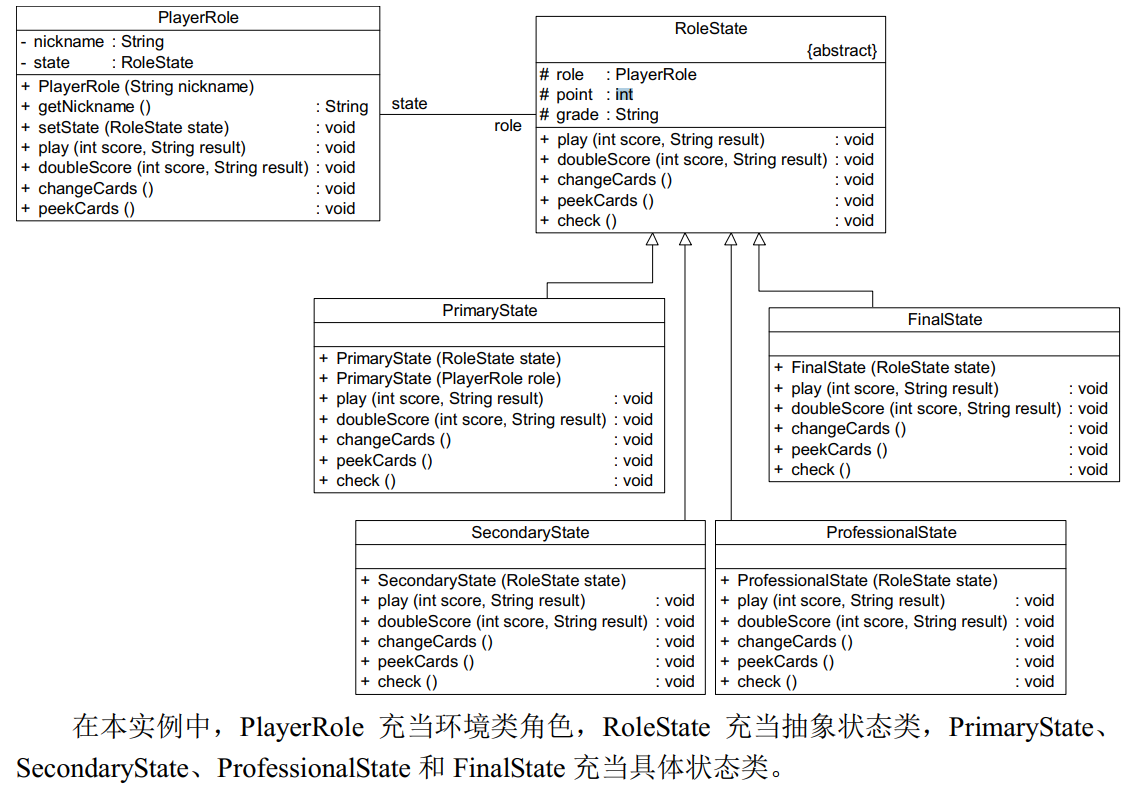 PlayerRole
- nickname : String
- state : RoleState
+ PlayerRole (String nickname)
+ getNickname () : String
+ setState (RoleState state) : void
+ play (int score, String result) : void
+ doubleScore (int score, String result) : void
+ changeCards () : void
+ peekCards () : void
state
role
RoleState
{abstract}
# role : PlayerRole
# point : int
# grade : String
+ play (int score, String result) : void
+ doubleScore (int score, String result) : void
+ changeCards () : void
+ peekCards () : void
+ check () : void
PrimaryState
+ PrimaryState (RoleState state)
+ PrimaryState (PlayerRole role)
+ play (int score, String result) : void
+ doubleScore (int score, String result) : void
+ changeCards () : void
+ peekCards () : void
+ check () : void
FinalState
+ FinalState (RoleState state)
+ play (int score, String result) : void
+ doubleScore (int score, String result) : void
+ changeCards () : void
+ peekCards () : void
+ check () : void
SecondaryState
+ SecondaryState (RoleState state)
+ play (int score, String result) : void
+ doubleScore (int score, String result) : void
+ changeCards () : void
+ peekCards () : void
+ check () : void
ProfessionalState
+ ProfessionalState (RoleState state)
+ play (int score, String result) : void
+ doubleScore (int score, String result) : void
+ changeCards () : void
+ peekCards () : void
+ check () : void
在本实例中，PlayerRole 充当环境类角色，RoleState 充当抽象状态类，PrimaryState、
SecondaryState、ProfessionalState 和 FinalState 充当具体状态类。